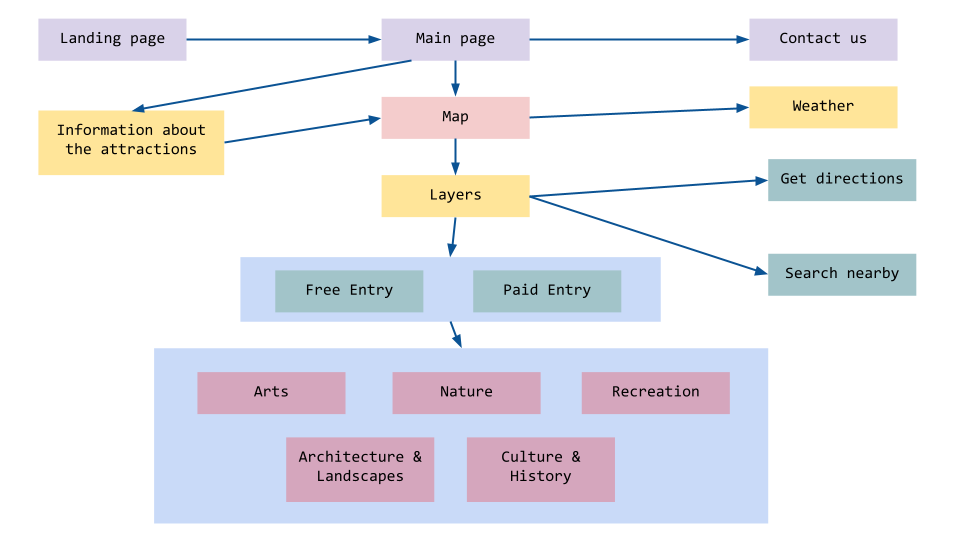 Landing page
Main page
Contact us
Information about
the attractions
Map
Weather
Layers
Get directions
Search nearby
Free Entry
Paid Entry
Arts
Nature
Recreation
Architecture &
Landscapes
Culture &
History